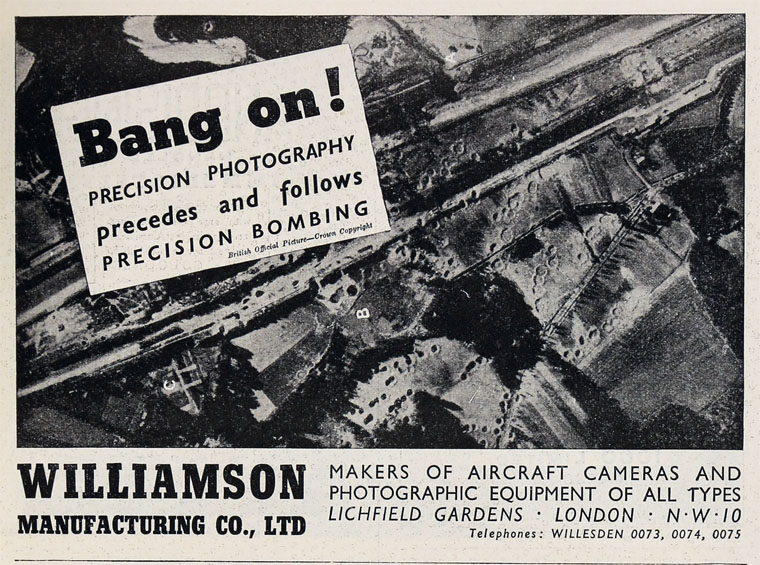 Bang on!
PRECISION PHOTOGRAPHY
precedes and follows
PRECISION BOMBING
British Official Picture—Crown Copyright
B
C
WILLIAMSON
MANUFACTURING CO., LTD
MAKERS OF AIRCRAFT CAMERAS AND
PHOTOGRAPHIC EQUIPMENT OF ALL TYPES
LICHFIELD GARDENS · LONDON · N·W·10
Telephones: WILLESDEN 0073, 0074, 0075